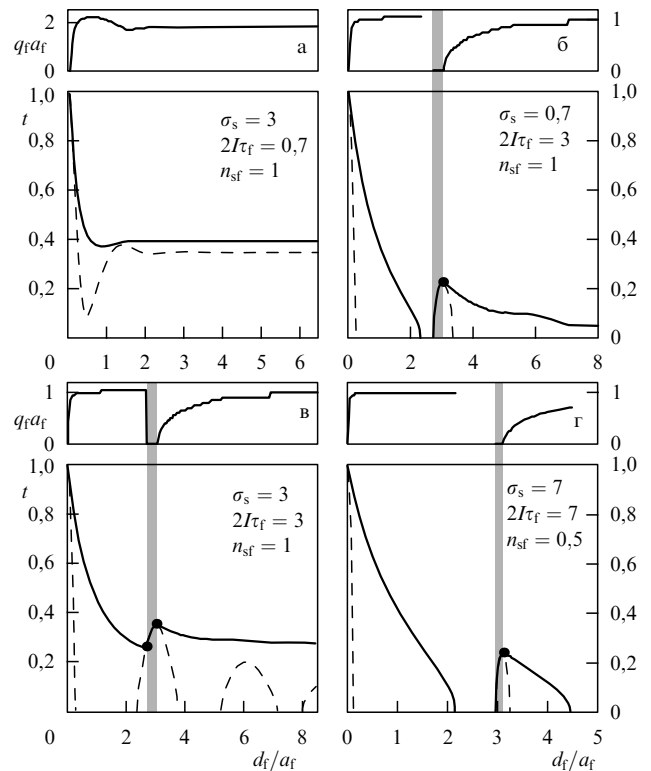 q_f a_f
2
0
а
1
0
б
t
1,0
0,8
0,6
0,4
0,2
σ_s = 3
2Iτ_f = 0,7
n_sf = 1
0 1 2 3 4 5 6
σ_s = 0,7
2Iτ_f = 3
n_sf = 1
1,0
0,8
0,6
0,4
0,2
0
0 2 4 6 8
q_f a_f
1
0
в
1
0
г
t
1,0
0,8
0,6
0,4
0,2
σ_s = 3
2Iτ_f = 3
n_sf = 1
0 2 4 6 8
d_f/a_f
σ_s = 7
2Iτ_f = 7
n_sf = 0,5
1,0
0,8
0,6
0,4
0,2
0
0 1 2 3 4 5
d_f/a_f